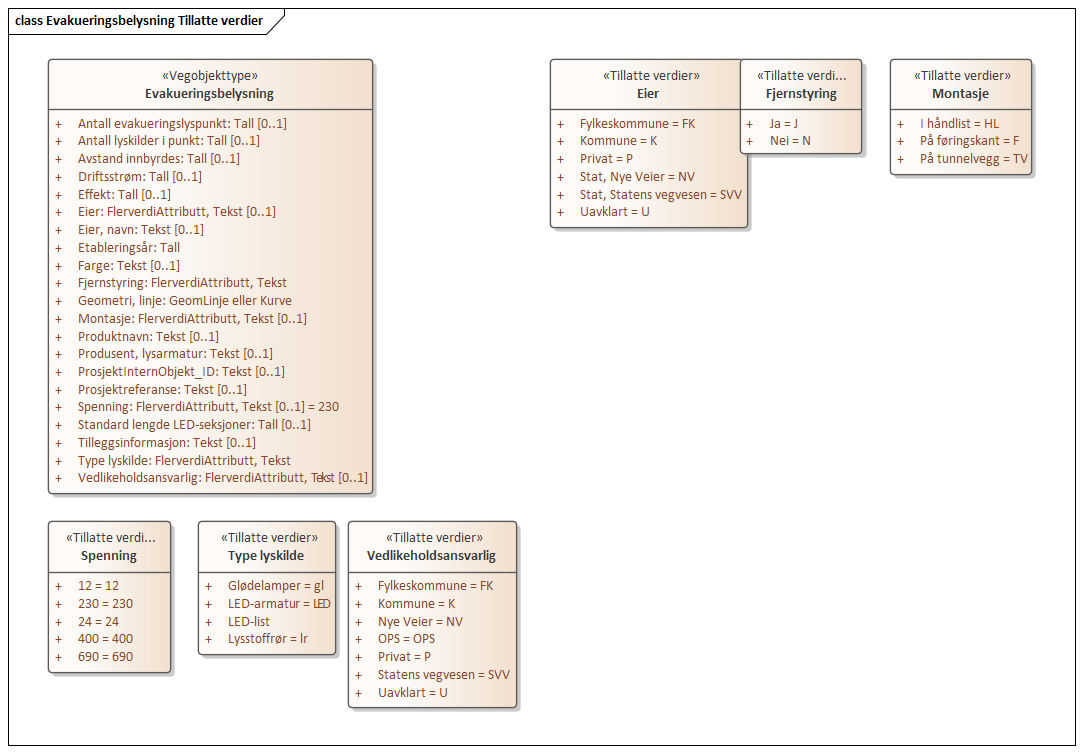 class Evakueringsbelysning Tillatte verdier
«Vegobjekttype»
Evakueringsbelysning
+ Antall evakueringslyspunkt: Tall [0..1]
+ Antall lyskilder i punkt: Tall [0..1]
+ Avstand innbyrdes: Tall [0..1]
+ Driftsstrøm: Tall [0..1]
+ Effekt: Tall [0..1]
+ Eier: FlerverdiAttributt, Tekst [0..1]
+ Eier, navn: Tekst [0..1]
+ Etableringsår: Tall
+ Farge: Tekst [0..1]
+ Fjernstyring: FlerverdiAttributt, Tekst
+ Geometri, linje: GeomLinje eller Kurve
+ Montasje: FlerverdiAttributt, Tekst [0..1]
+ Produktnavn: Tekst [0..1]
+ Produsent, lysarmatur: Tekst [0..1]
+ ProsjektInternObjekt_ID: Tekst [0..1]
+ Prosjektreferanse: Tekst [0..1]
+ Spenning: FlerverdiAttributt, Tekst [0..1] = 230
+ Standard lengde LED-seksjoner: Tall [0..1]
+ Tilleggsinformasjon: Tekst [0..1]
+ Type lyskilde: FlerverdiAttributt, Tekst
+ Vedlikeholdsansvarlig: FlerverdiAttributt, Tekst [0..1]
«Tillatte verdier»
Eier
+ Fylkeskommune = FK
+ Kommune = K
+ Privat = P
+ Stat, Nye Veier = NV
+ Stat, Statens vegvesen = SVV
+ Uavklart = U
«Tillatte verdi...
Fjernstyring
+ Ja = J
+ Nei = N
«Tillatte verdier»
Montasje
+ I håndlist = HL
+ På føringskant = F
+ På tunnelvegg = TV
«Tillatte verdi...
Spenning
+ 12 = 12
+ 230 = 230
+ 24 = 24
+ 400 = 400
+ 690 = 690
«Tillatte verdier»
Type lyskilde
+ Glødelamper = gl
+ LED-armatur = LED
+ LED-list
+ Lysstoffrør = lr
«Tillatte verdier»
Vedlikeholdsansvarlig
+ Fylkeskommune = FK
+ Kommune = K
+ Nye Veier = NV
+ OPS = OPS
+ Privat = P
+ Statens vegvesen = SVV
+ Uavklart = U